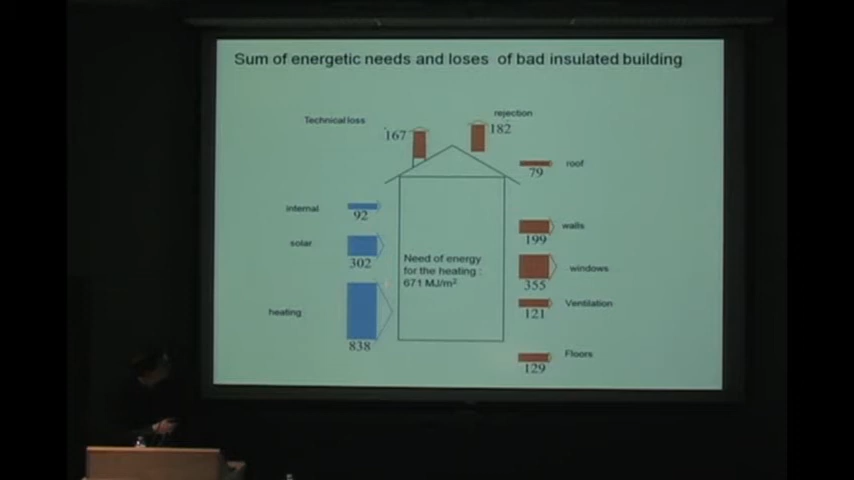 Sum of energetic needs and loses of bad insulated building
Technical loss
167
rejection
182
79
roof
internal
92
solar
302
heating
838
Need of energy
for the heating :
671 MJ/m²
199
walls
355
windows
121
Ventilation
129
Floors